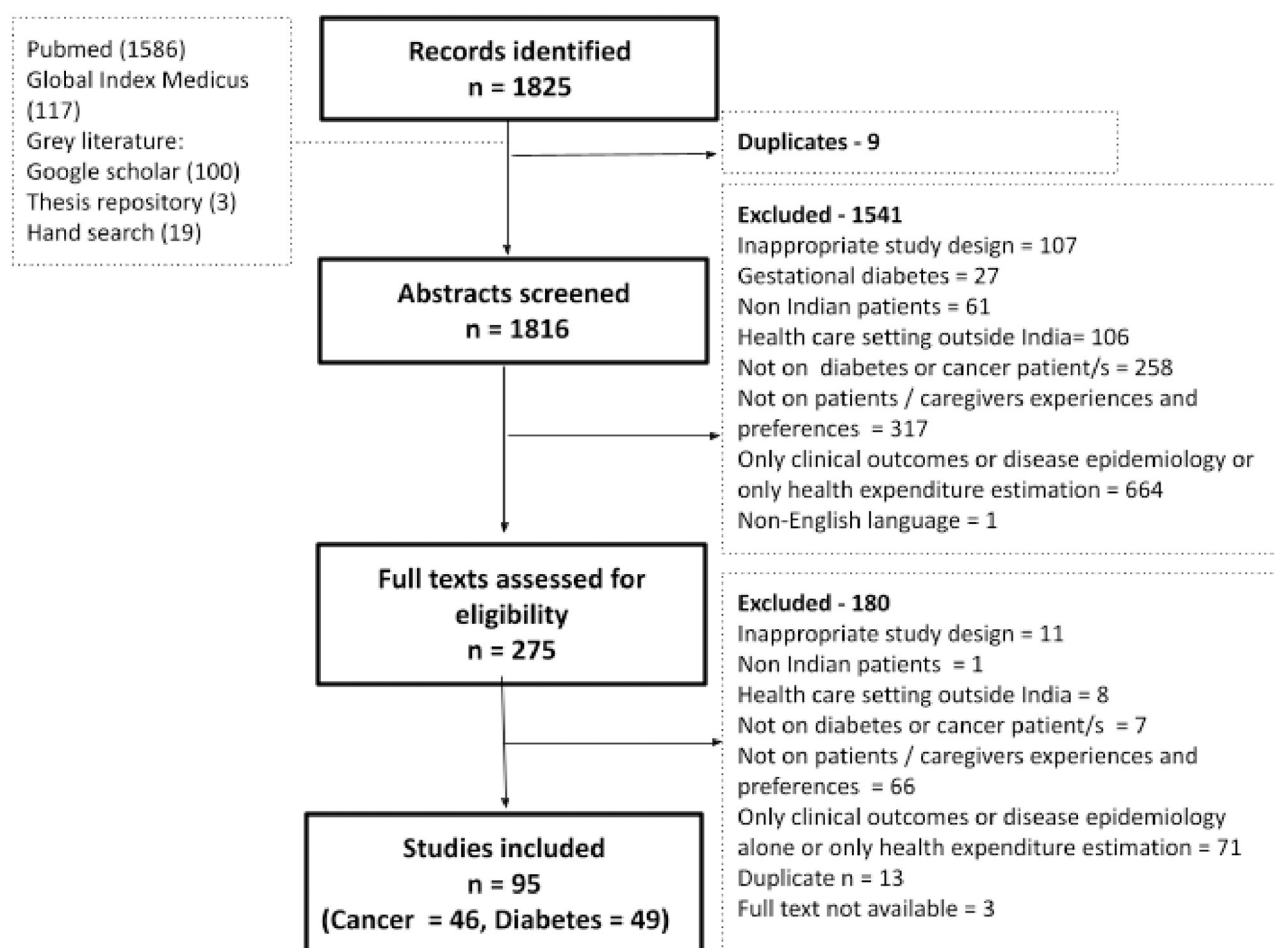 Pubmed (1586)
Global Index Medicus
(117)
Grey literature:
Google scholar (100)
Thesis repository (3)
Hand search (19)
Records identified
n = 1825
Duplicates - 9
Abstracts screened
n = 1816
Excluded - 1541
Inappropriate study design = 107
Gestational diabetes = 27
Non Indian patients = 61
Health care setting outside India= 106
Not on diabetes or cancer patient/s = 258
Not on patients / caregivers experiences and
preferences = 317
Only clinical outcomes or disease epidemiology or
only health expenditure estimation = 664
Non-English language = 1
Full texts assessed for
eligibility
n = 275
Excluded - 180
Inappropriate study design = 11
Non Indian patients = 1
Health care setting outside India = 8
Not on diabetes or cancer patient/s = 7
Not on patients / caregivers experiences and
preferences = 66
Only clinical outcomes or disease epidemiology
alone or only health expenditure estimation = 71
Duplicate n = 13
Full text not available = 3
Studies included
n = 95
(Cancer = 46, Diabetes = 49)